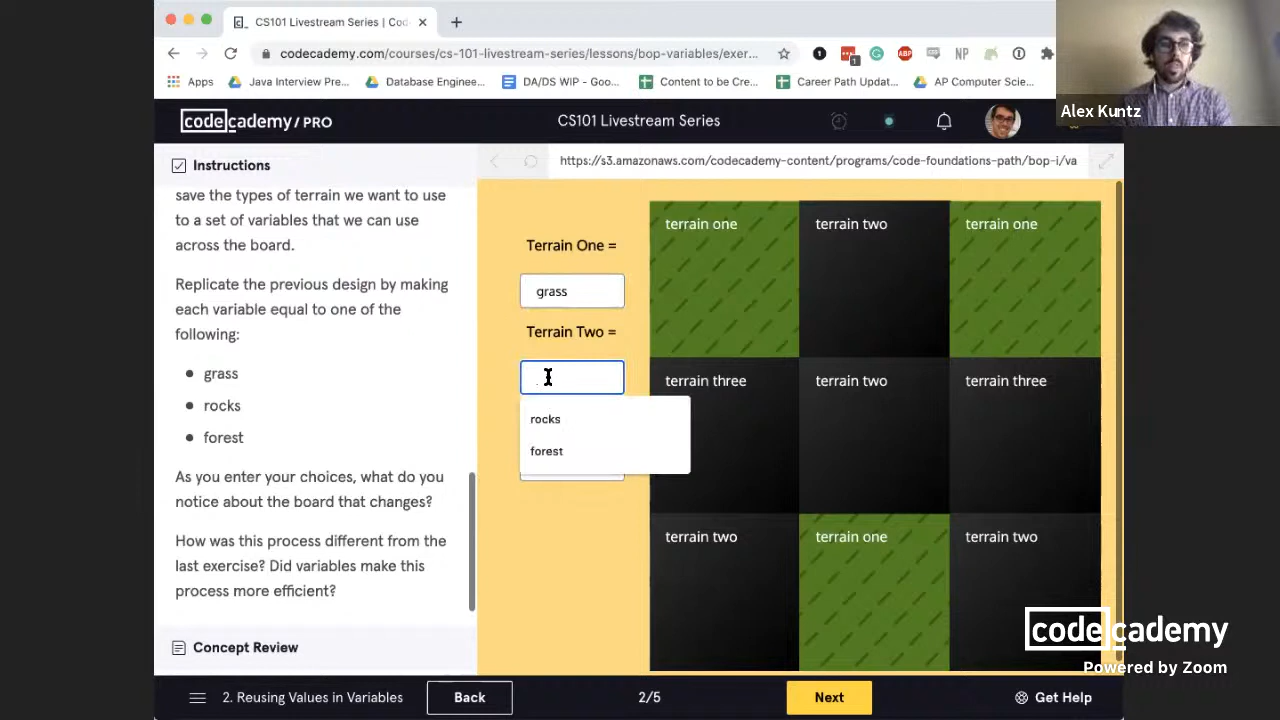 CS101 Livestream Series | Cod
codecademy.com/courses/cs-101-livestream-series/lessons/bop-variables/exer...
1
1
ABP
NP
Apps
Java Interview Pre...
Database Enginee...
DA/DS WIP - Goo...
Content to be Cre...
Career Path Updat...
AP Computer Scie...
Alex Kuntz
codecademy / PRO
CS101 Livestream Series
Instructions
https://s3.amazonaws.com/codecademy-content/programs/code-foundations-path/bop-i/va
save the types of terrain we want to use
to a set of variables that we can use
across the board.
Replicate the previous design by making
each variable equal to one of the
following:
grass
rocks
forest
As you enter your choices, what do you
notice about the board that changes?
How was this process different from the
last exercise? Did variables make this
process more efficient?
Concept Review
Terrain One =
grass
Terrain Two =
rocks
forest
terrain one
terrain two
terrain one
terrain three
terrain two
terrain three
terrain two
terrain one
terrain two
codecademy
Powered by Zoom
2. Reusing Values in Variables
Back
2/5
Next
Get Help